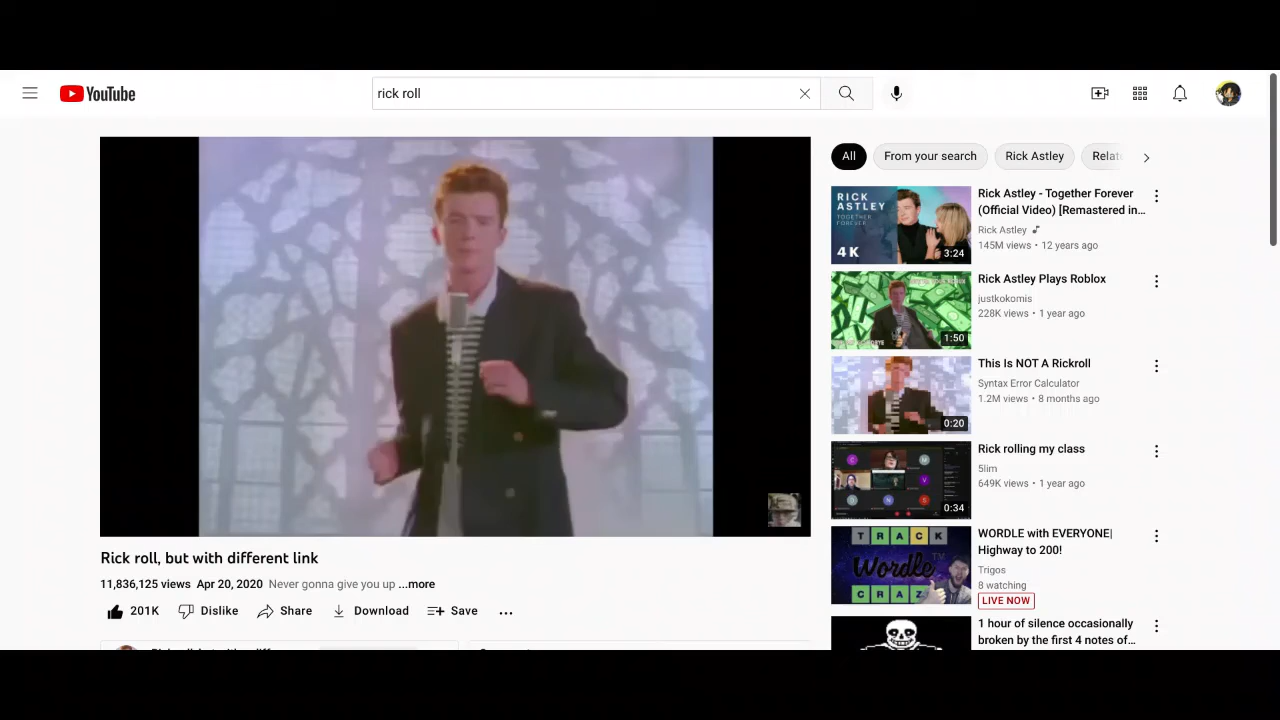 YouTube
rick roll
All
From your search
Rick Astley
Relat
RICK
ASTLEY
TOGETHER
FOREVER
4K
3:24
Rick Astley - Together Forever
(Official Video) [Remastered in...
Rick Astley
145M views • 12 years ago
1:50
Rick Astley Plays Roblox
justkokomis
228K views • 1 year ago
0:20
This Is NOT A Rickroll
Syntax Error Calculator
1.2M views • 8 months ago
0:34
Rick rolling my class
5lim
649K views • 1 year ago
TRACK
Wordle
CRAZ
WORDLE with EVERYONE|
Highway to 200!
Trigos
8 watching
LIVE NOW
1 hour of silence occasionally
broken by the first 4 notes of...
Rick roll, but with different link
11,836,125 views Apr 20, 2020 Never gonna give you up ...more
201K Dislike Share Download Save